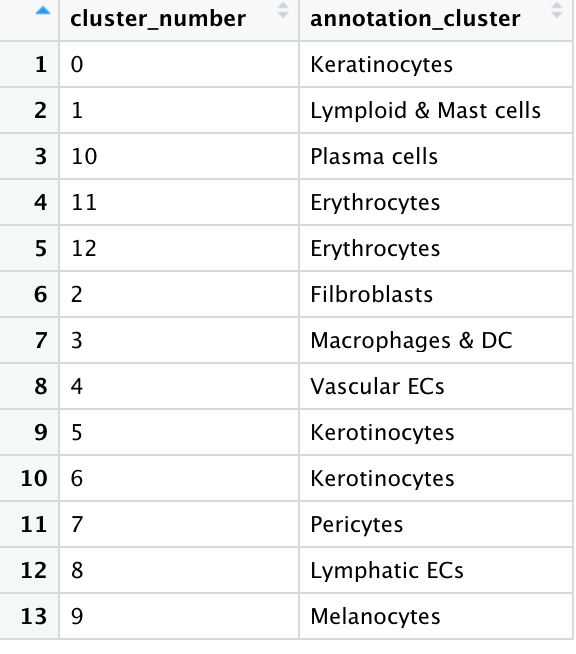 cluster_number annotation_cluster
1 0 Keratinocytes
2 1 Lymploid & Mast cells
3 10 Plasma cells
4 11 Erythrocytes
5 12 Erythrocytes
6 2 Filbroblasts
7 3 Macrophages & DC
8 4 Vascular ECs
9 5 Kerotinocytes
10 6 Kerotinocytes
11 7 Pericytes
12 8 Lymphatic ECs
13 9 Melanocytes